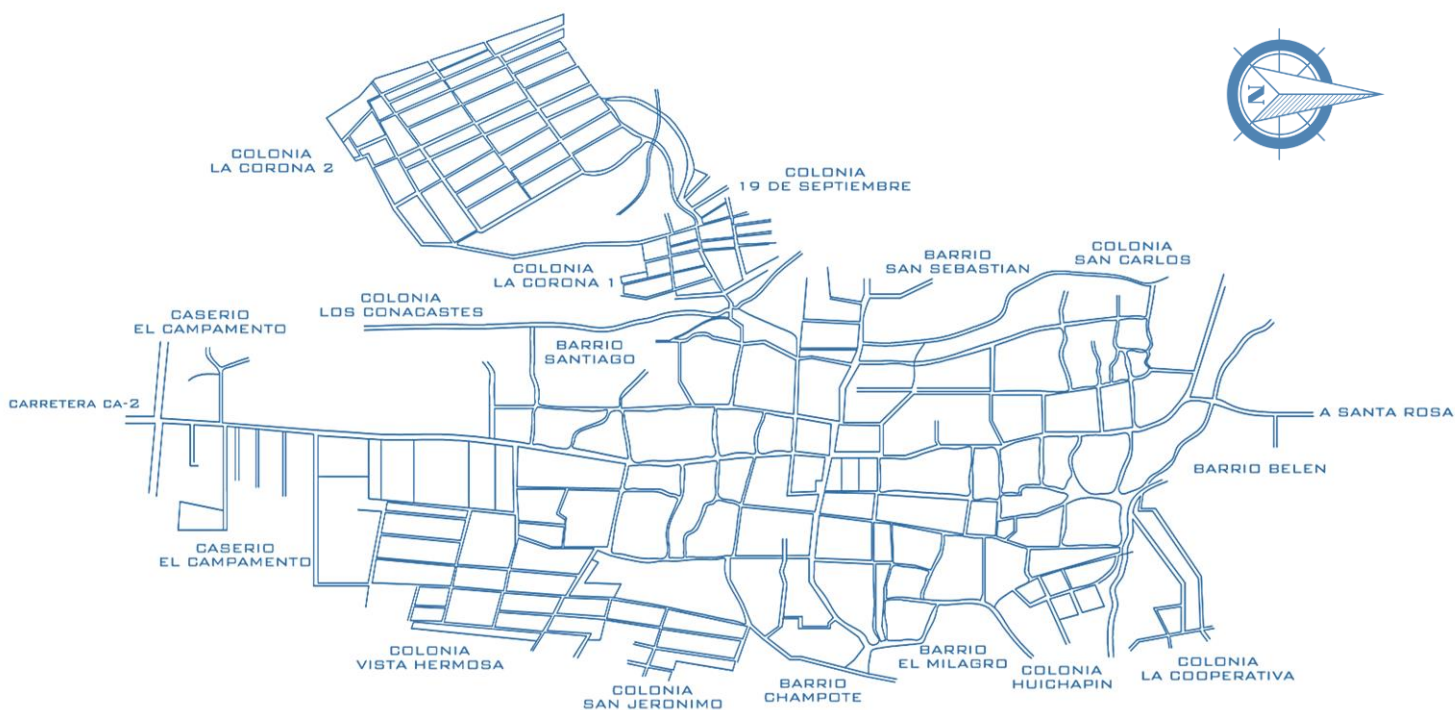 N
COLONIA
LA CORONA 2
COLONIA
19 DE SEPTIEMBRE
BARRIO
SAN SEBASTIAN
COLONIA
SAN CARLOS
COLONIA
LA CORONA 1
COLONIA
LOS CONACASTES
CASERIO
EL CAMPAMENTO
BARRIO
SANTIAGO
CARRETERA CA-2
A SANTA ROSA
BARRIO BELEN
CASERIO
EL CAMPAMENTO
COLONIA
VISTA HERMOSA
COLONIA
SAN JERONIMO
BARRIO
CHAMPOTE
BARRIO
EL MILAGRO
COLONIA
HUICHAPIN
COLONIA
LA COOPERATIVA